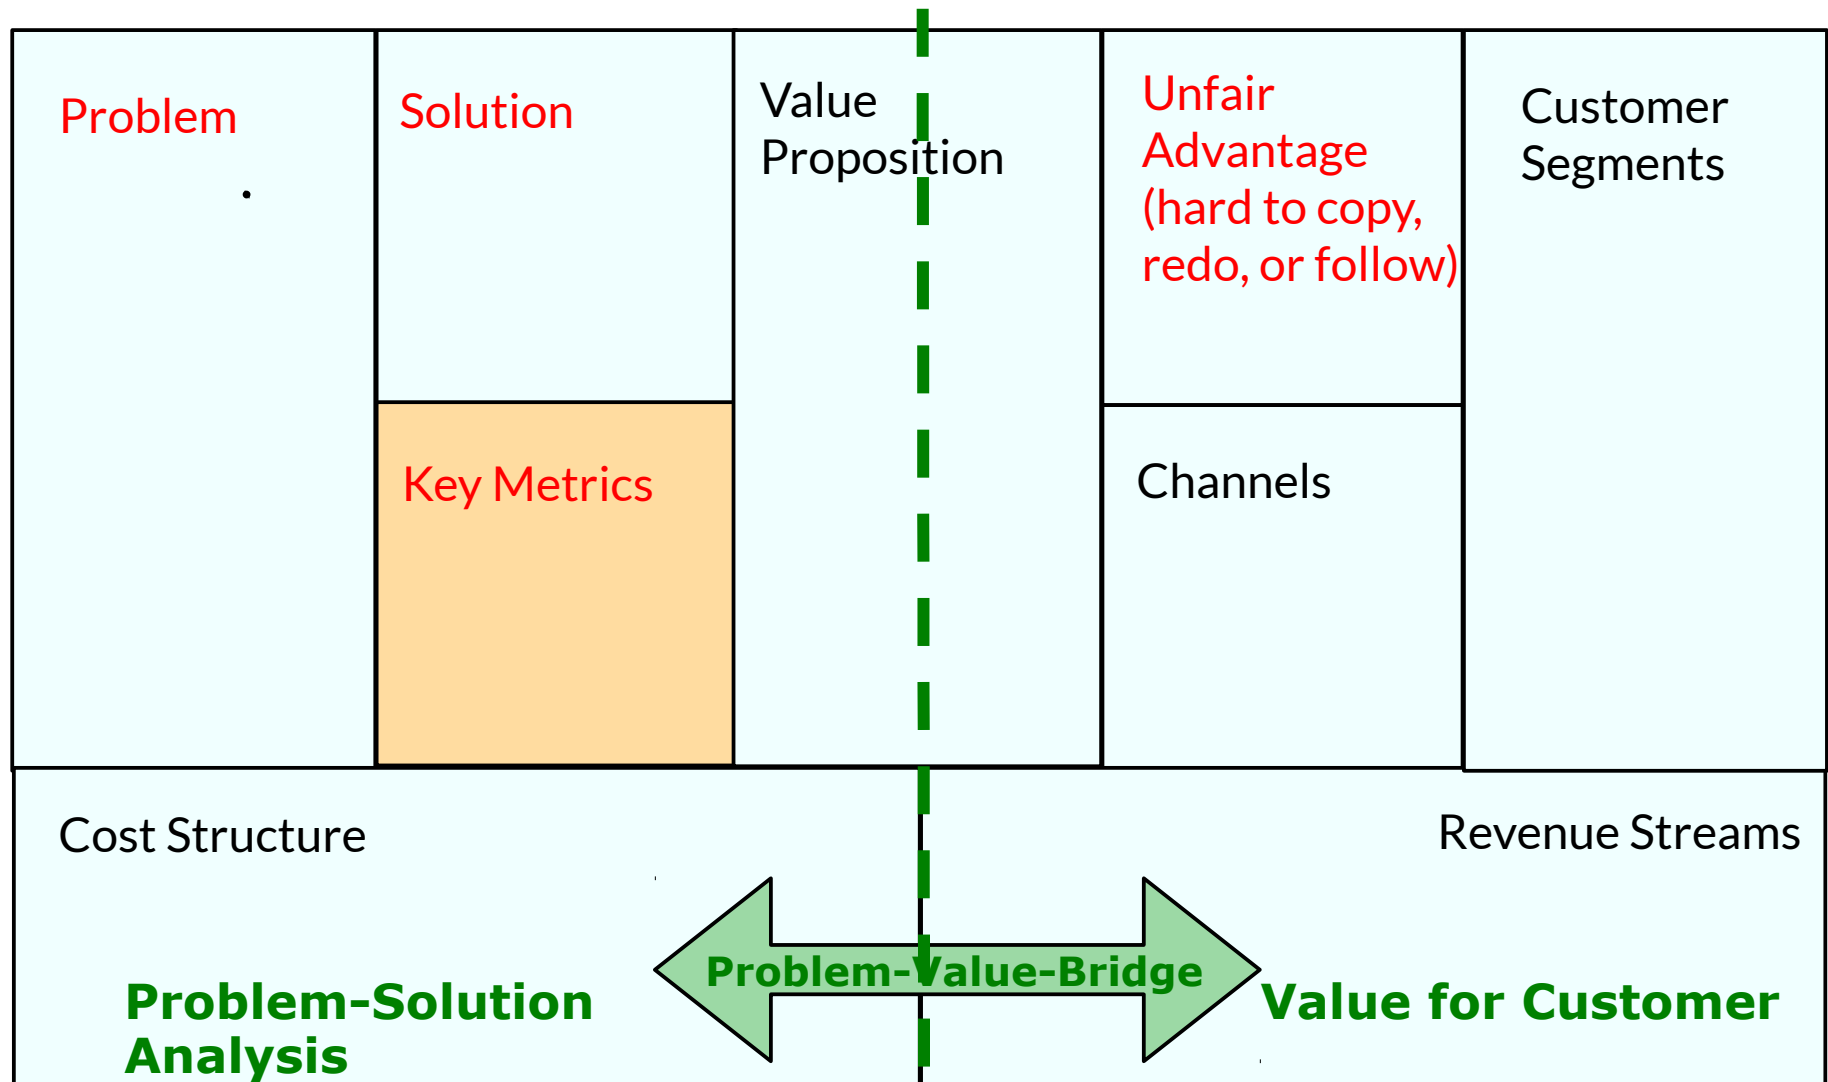 Problem
Solution
Value
Proposition
Unfair
Advantage
(hard to copy,
redo, or follow)
Customer
Segments
Key Metrics
Channels
Cost Structure
Revenue Streams
Problem-Value-Bridge
Problem-Solution
Analysis
Value for Customer